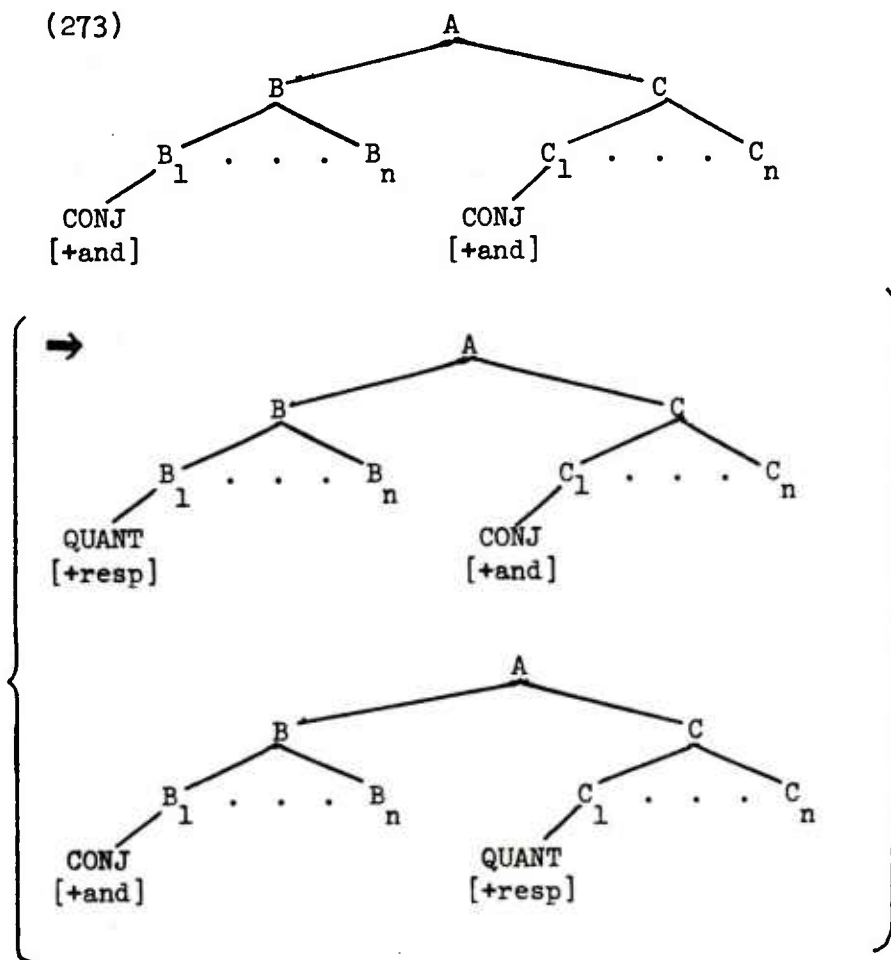 (273)
A
B C
B1 . . . Bn C1 . . . Cn
CONJ CONJ
[+and] [+and]
➡ A
B C
B1 . . . Bn C1 . . . Cn
QUANT CONJ
[+resp] [+and]
A
B C
B1 . . . Bn C1 . . . Cn
CONJ QUANT
[+and] [+resp]